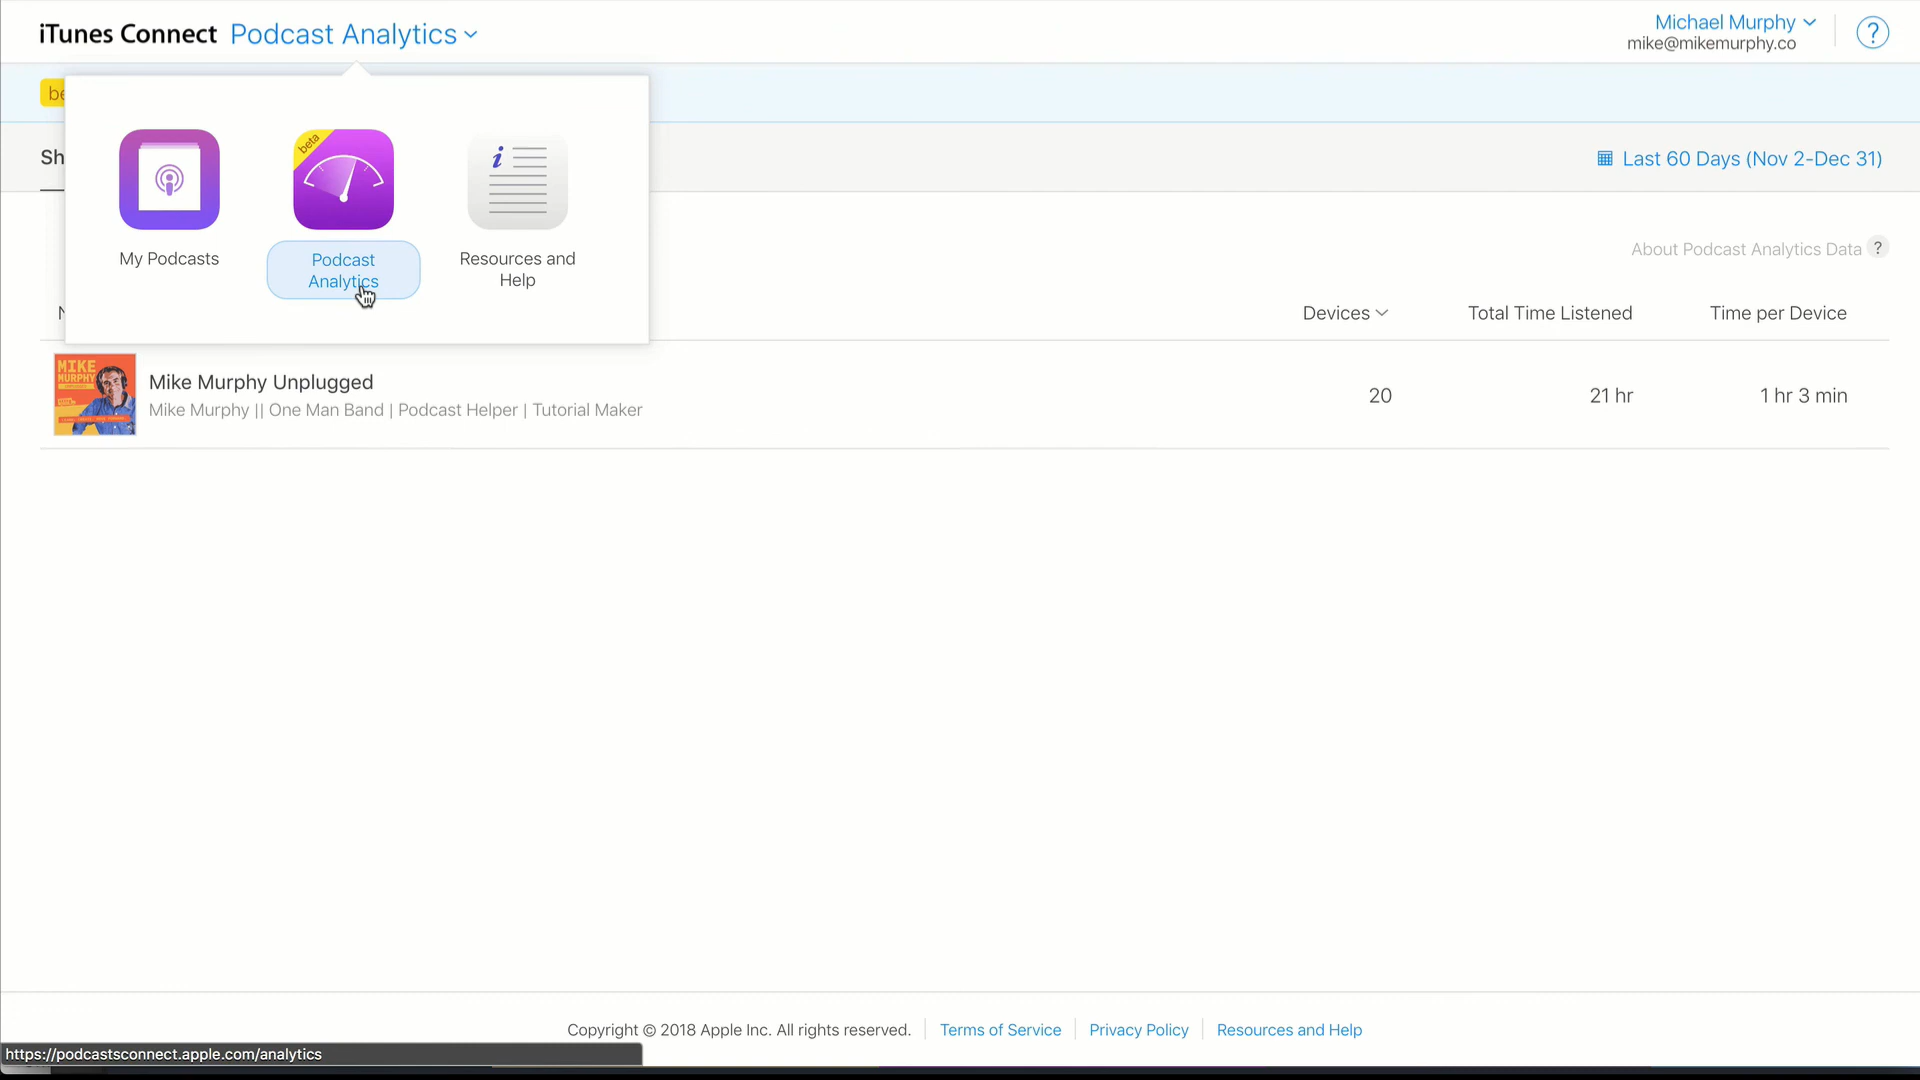 iTunes Connect Podcast Analytics
Michael Murphy
mike@mikemurphy.co
?
be
beta
Sh
Last 60 Days (Nov 2-Dec 31)
My Podcasts
Podcast
Analytics
Resources and
Help
About Podcast Analytics Data ?
Devices Total Time Listened Time per Device
MIKE
MURPHY
Mike Murphy Unplugged
Mike Murphy || One Man Band | Podcast Helper | Tutorial Maker
20 21 hr 1 hr 3 min
Copyright © 2018 Apple Inc. All rights reserved. Terms of Service Privacy Policy Resources and Help
https://podcastsconnect.apple.com/analytics